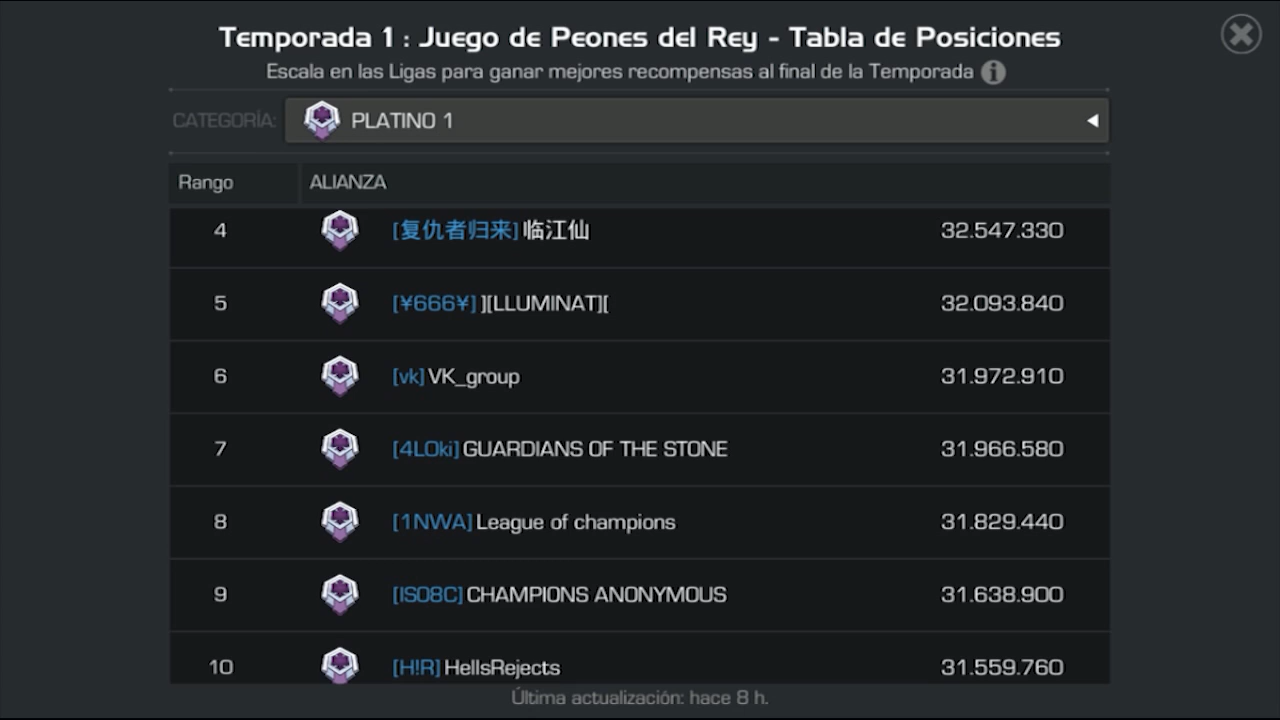 Temporada 1 : Juego de Peones del Rey - Tabla de Posiciones
Escala en las Ligas para ganar mejores recompensas al final de la Temporada i
CATEGORÍA: PLATINO 1
Rango ALIANZA
4 [复仇者归来] 临江仙 32.547.330
5 [¥666¥] ][LLUMINAT][ 32.093.840
6 [vk] VK_group 31.972.910
7 [4LOki] GUARDIANS OF THE STONE 31.966.580
8 [1NWA] League of champions 31.829.440
9 [ISO8C] CHAMPIONS ANONYMOUS 31.638.900
10 [H!R] HellsRejects 31.559.760
Última actualización: hace 8 h.